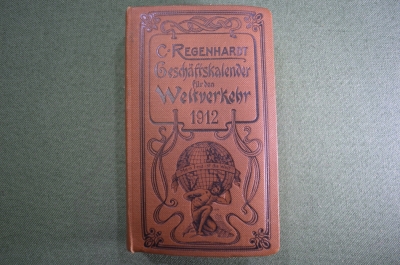 C. REGENHARDT
Geschäftskalender
für den
Weltverkehr
1912